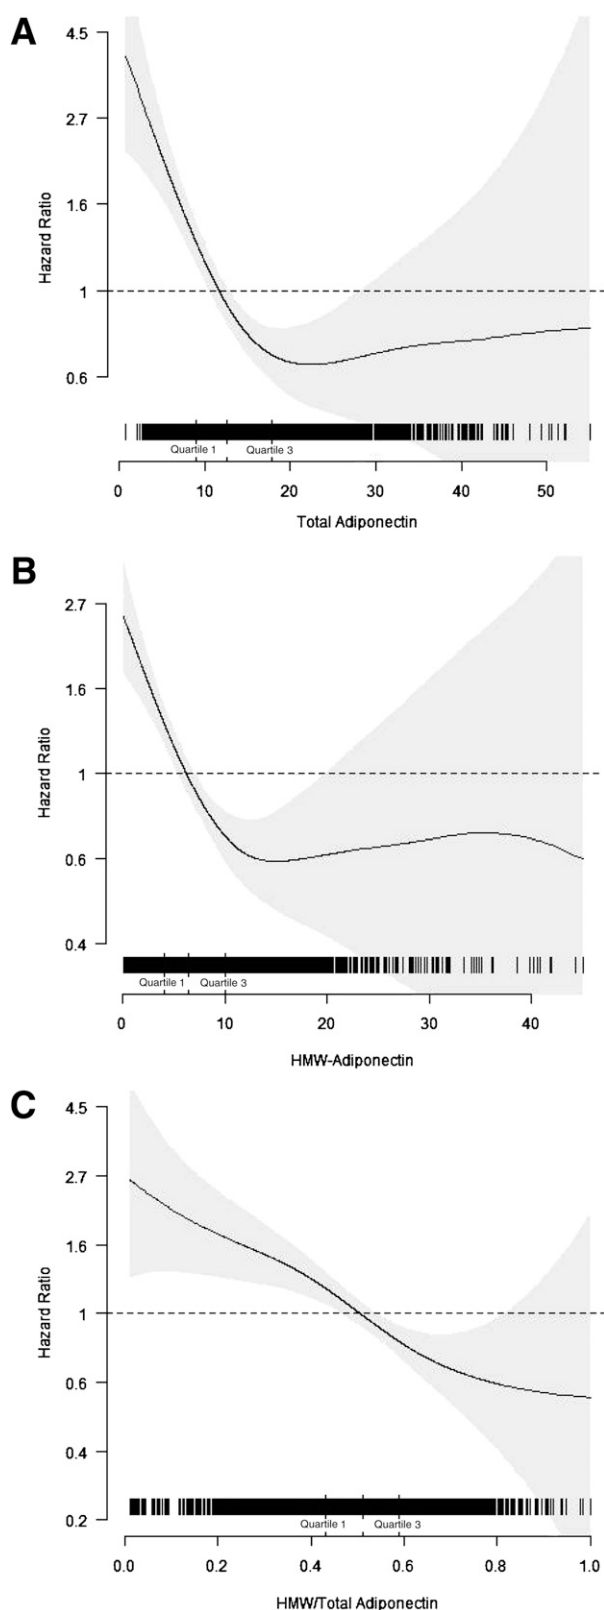 A
4.5
2.7
1.6
1
0.6
Hazard Ratio
Quartile 1 Quartile 3
0 10 20 30 40 50
Total Adiponectin
B
2.7
1.6
1
0.6
0.4
Hazard Ratio
Quartile 1 Quartile 3
0 10 20 30 40
HMW-Adiponectin
C
4.5
2.7
1.6
1
0.6
0.4
0.2
Hazard Ratio
Quartile 1 Quartile 3
0.0 0.2 0.4 0.6 0.8 1.0
HMW/Total Adiponectin